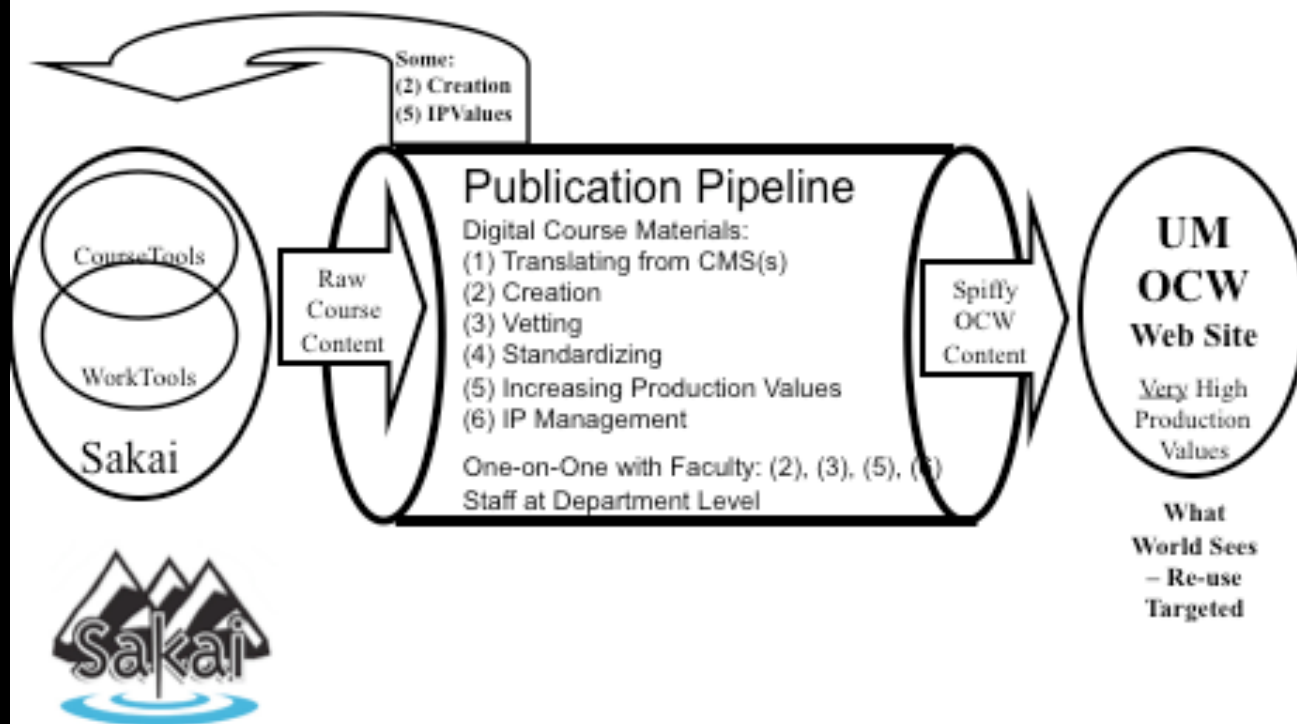 Some:
(2) Creation
(5) IPValues
CourseTools
WorkTools
Sakai
Raw
Course
Content
Publication Pipeline
Digital Course Materials:
(1) Translating from CMS(s)
(2) Creation
(3) Vetting
(4) Standardizing
(5) Increasing Production Values
(6) IP Management
One-on-One with Faculty: (2), (3), (5), (6)
Staff at Department Level
Spiffy
OCW
Content
UM
OCW
Web Site
Very High
Production
Values
What
World Sees
– Re-use
Targeted
Sakai